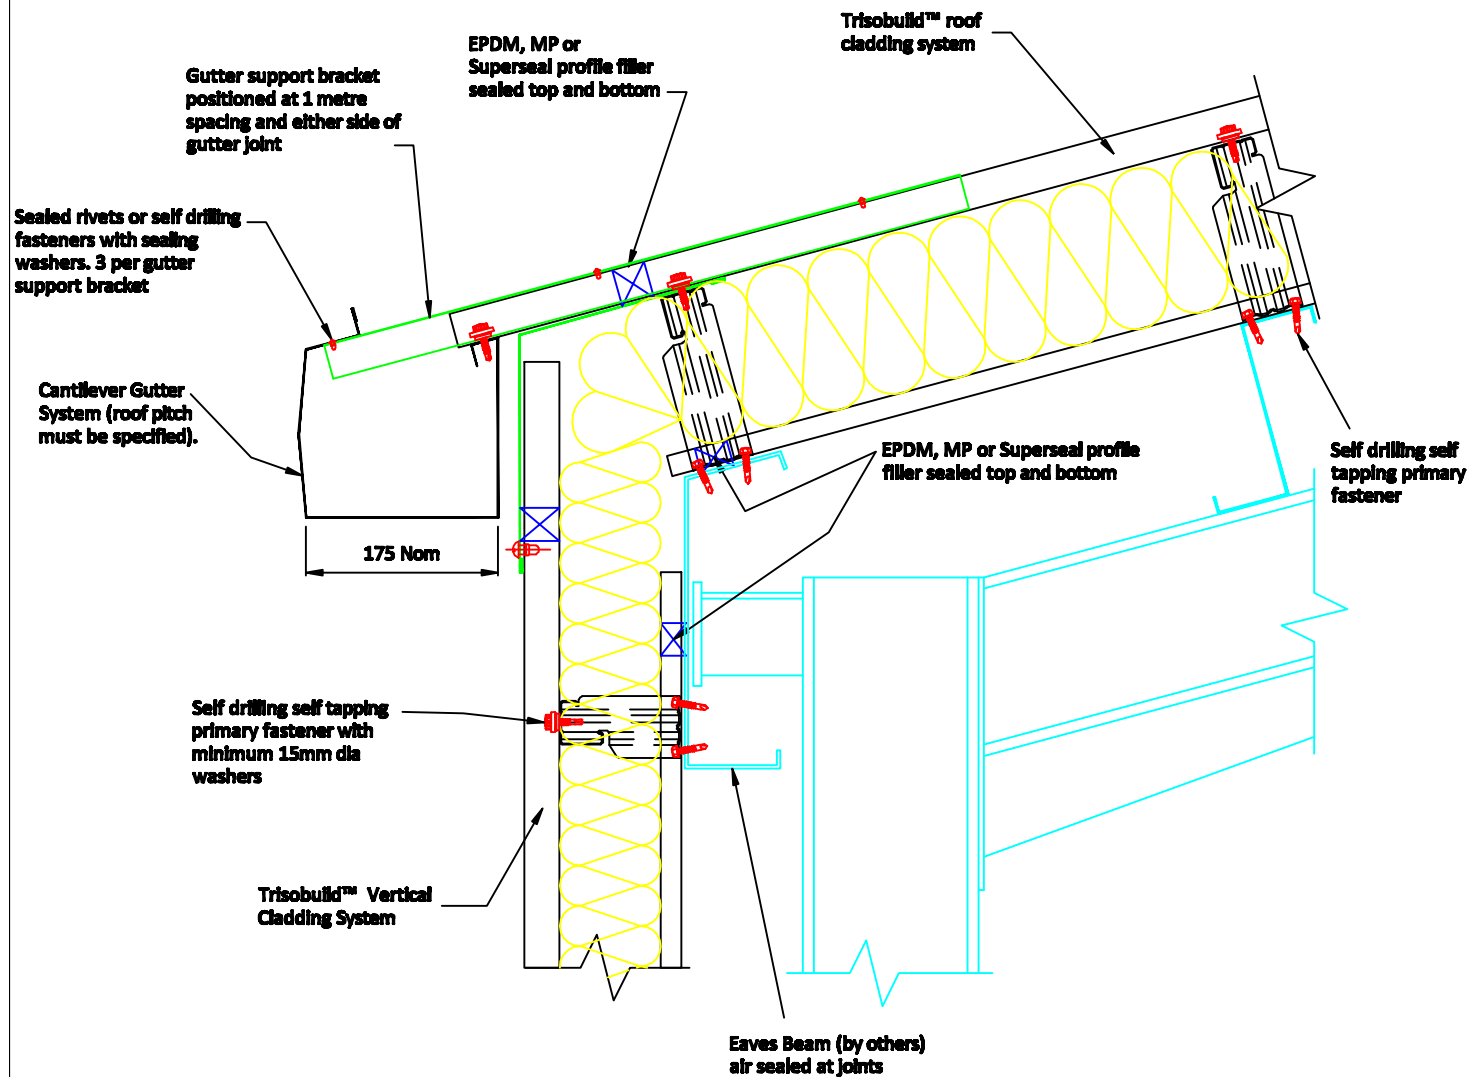 Trisobuild™ roof
cladding system
EPDM, MP or
Superseal profile filler
sealed top and bottom
Gutter support bracket
positioned at 1 metre
spacing and either side of
gutter joint
Sealed rivets or self drilling
fasteners with sealing
washers. 3 per gutter
support bracket
Cantilever Gutter
System (roof pitch
must be specified).
EPDM, MP or Superseal profile
filler sealed top and bottom
Self drilling self
tapping primary
fastener
175 Nom
Self drilling self tapping
primary fastener with
minimum 15mm dia
washers
Trisobuild™ Vertical
Cladding System
Eaves Beam (by others)
air sealed at joints